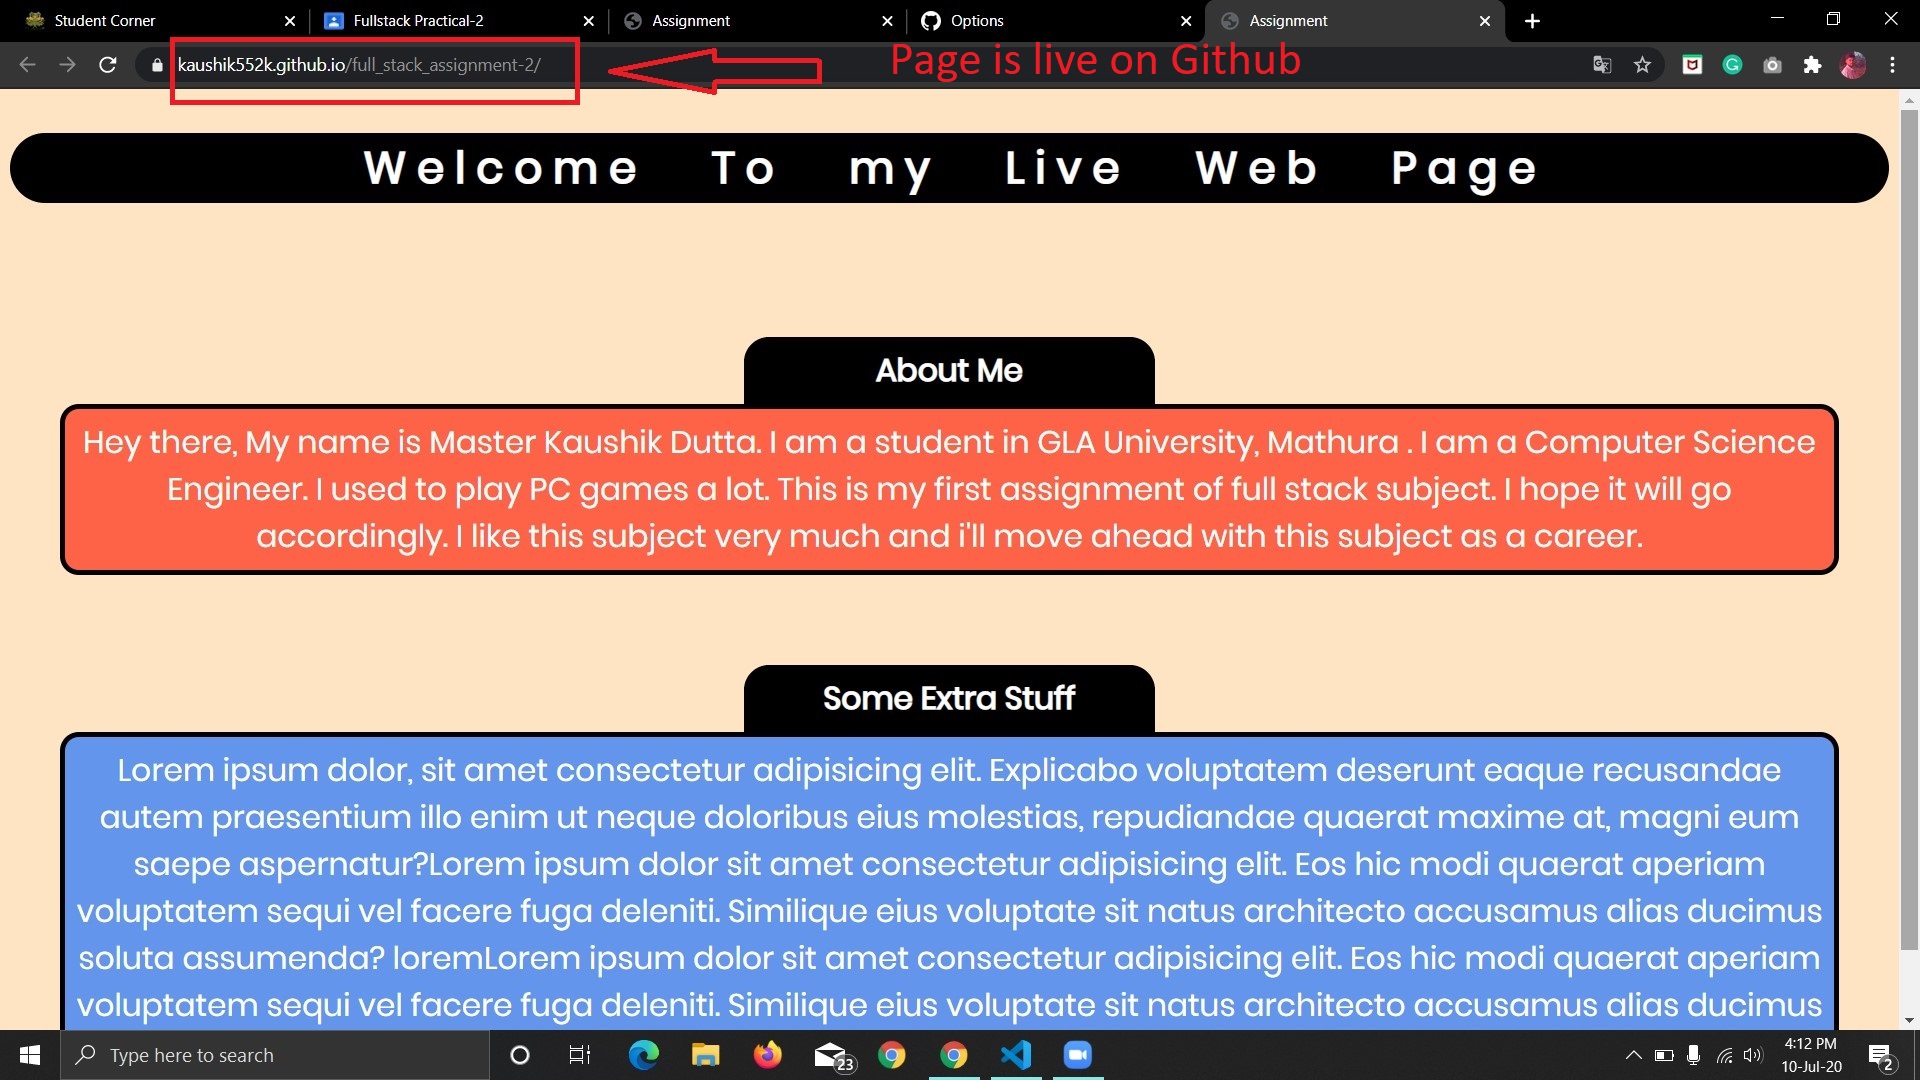 Student Corner
Fullstack Practical-2
Assignment
Options
Assignment
kaushik552k.github.io/full_stack_assignment-2/
Page is live on Github
Welcome To my Live Web Page
About Me
Hey there, My name is Master Kaushik Dutta. I am a student in GLA University, Mathura . I am a Computer Science
Engineer. I used to play PC games a lot. This is my first assignment of full stack subject. I hope it will go
accordingly. I like this subject very much and i'll move ahead with this subject as a career.
Some Extra Stuff
Lorem ipsum dolor, sit amet consectetur adipisicing elit. Explicabo voluptatem deserunt eaque recusandae
autem praesentium illo enim ut neque doloribus eius molestias, repudiandae quaerat maxime at, magni eum
saepe aspernatur?Lorem ipsum dolor sit amet consectetur adipisicing elit. Eos hic modi quaerat aperiam
voluptatem sequi vel facere fuga deleniti. Similique eius voluptate sit natus architecto accusamus alias ducimus
soluta assumenda? loremLorem ipsum dolor sit amet consectetur adipisicing elit. Eos hic modi quaerat aperiam
voluptatem sequi vel facere fuga deleniti. Similique eius voluptate sit natus architecto accusamus alias ducimus
Type here to search
23
4:12 PM
10-Jul-20
2